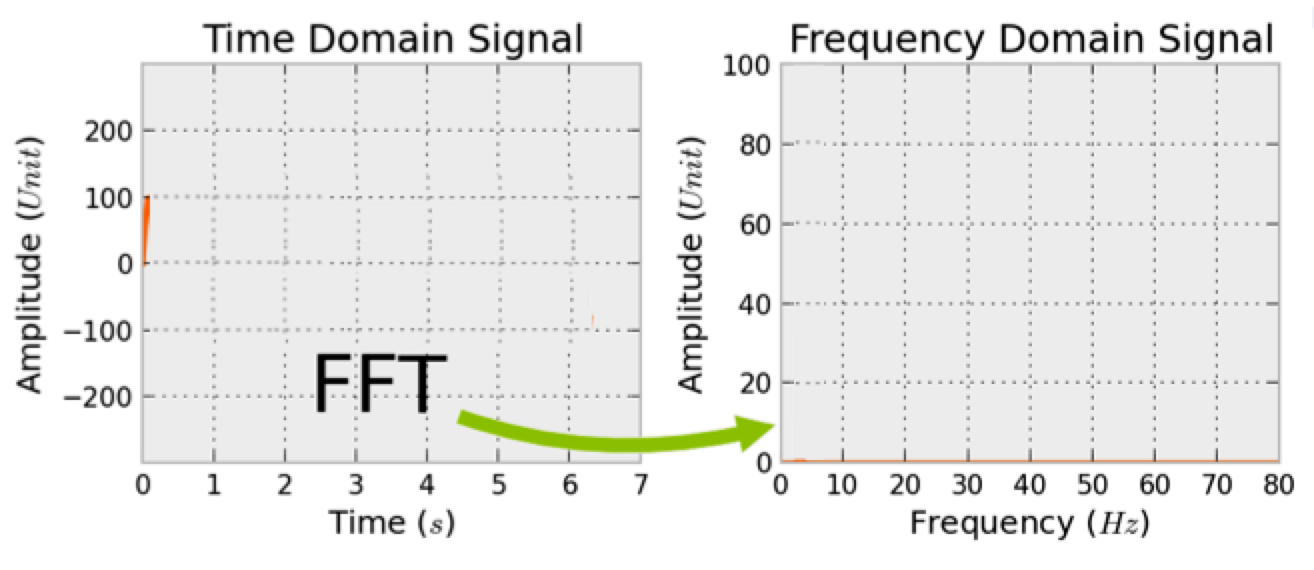 Time Domain Signal
Amplitude (Unit)
200
100
0
−100
−200
FFT
0 1 2 3 4 5 6 7
Time (s)
Frequency Domain Signal
Amplitude (Unit)
100
80
60
40
20
0
0 10 20 30 40 50 60 70 80
Frequency (Hz)